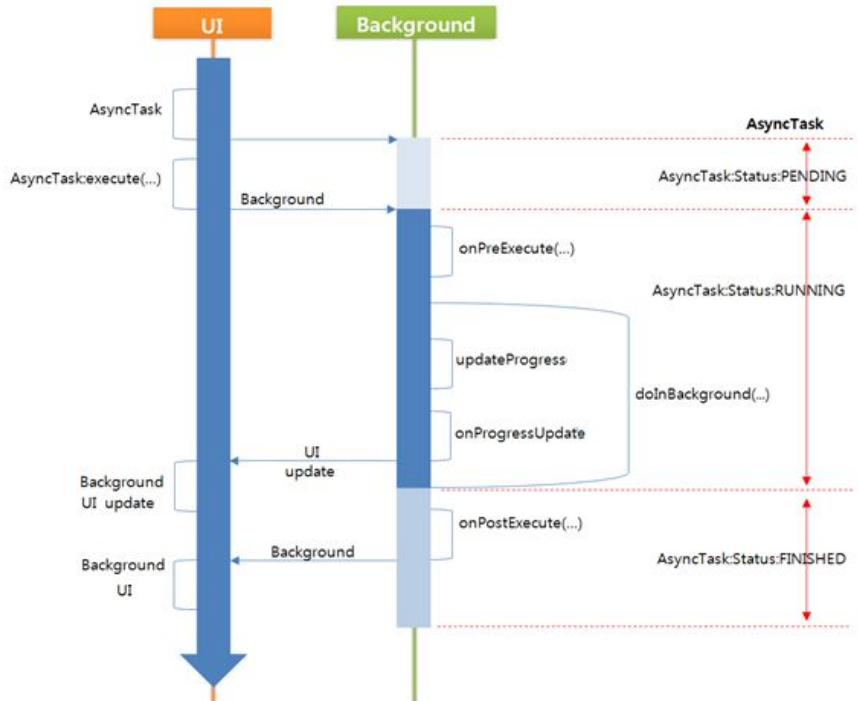 UI
Background
AsyncTask
AsyncTask
AsyncTask:Status:PENDING
AsyncTask:execute(...)
Background
onPreExecute(...)
AsyncTask:Status:RUNNING
updateProgress
doInBackground(...)
onProgressUpdate
UI
update
Background
UI update
onPostExecute(...)
Background
AsyncTask:Status:FINISHED
Background
UI